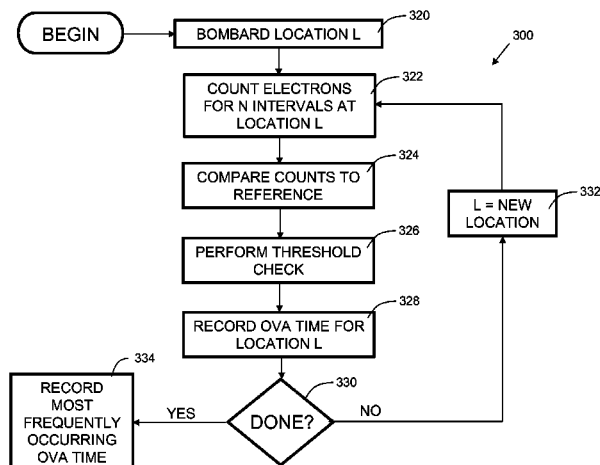 BEGIN
BOMBARD LOCATION L
320
300
COUNT ELECTRONS
FOR N INTERVALS AT
LOCATION L
322
COMPARE COUNTS TO
REFERENCE
324
L = NEW
LOCATION
332
PERFORM THRESHOLD
CHECK
326
RECORD OVA TIME FOR
LOCATION L
328
334
RECORD
MOST
FREQUENTLY
OCCURRING
OVA TIME
YES
DONE?
330
NO